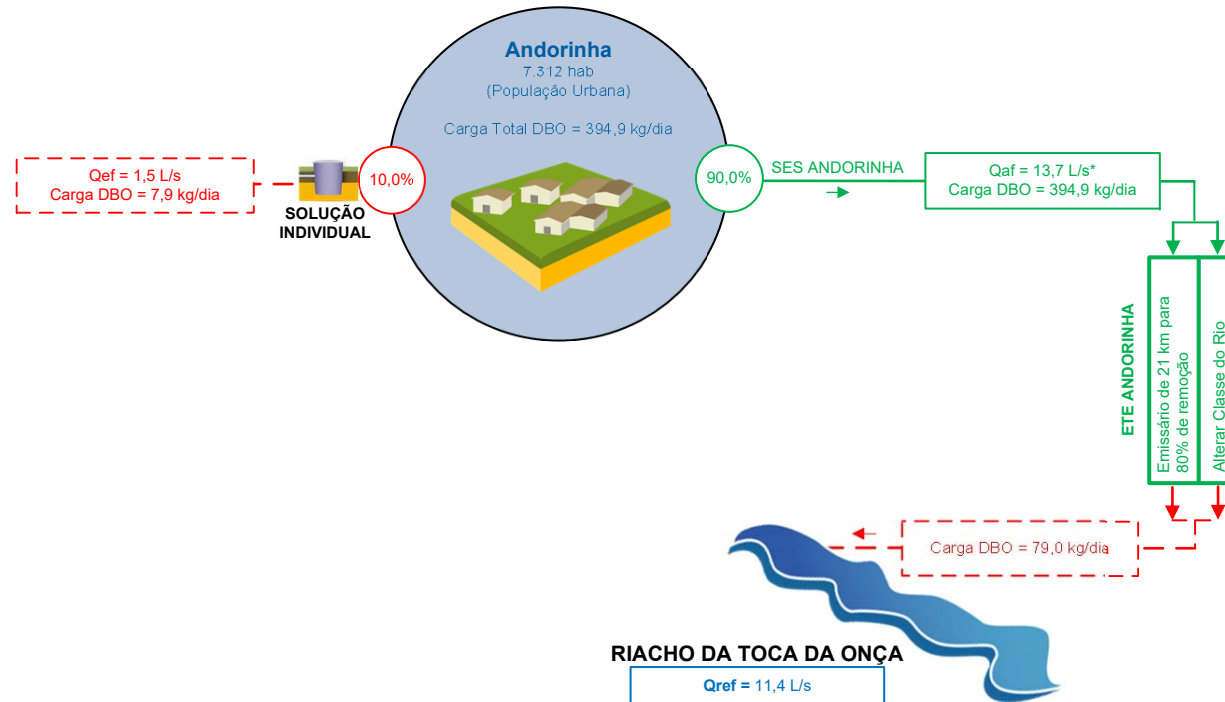 Andorinha
7.312 hab
(População Urbana)
Carga Total DBO = 394,9 kg/dia
Qef = 1,5 L/s
Carga DBO = 7,9 kg/dia
SOLUÇÃO
INDIVIDUAL
10,0%
90,0%
SES ANDORINHA
Qaf = 13,7 L/s*
Carga DBO = 394,9 kg/dia
ETE ANDORINHA
Emissário de 21 km para
80% de remoção
Alterar Classe do Rio
Carga DBO = 79,0 kg/dia
RIACHO DA TOCA DA ONÇA
Qref = 11,4 L/s